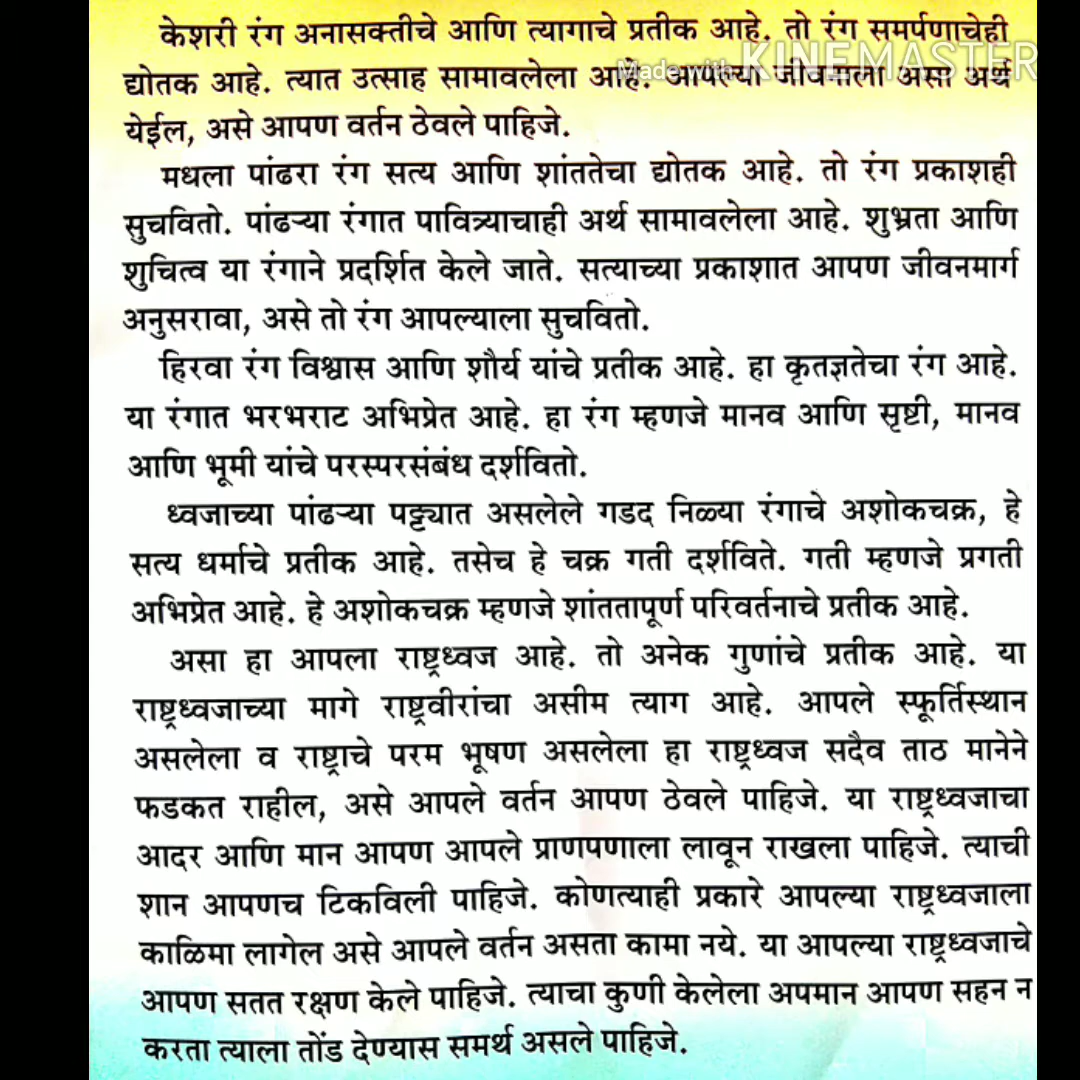 केशरी रंग अनासक्तीचे आणि त्यागाचे प्रतीक आहे. तो रंग समर्पणाचेही
Made with KINEMASTER
द्योतक आहे. त्यात उत्साह सामावलेला आहे. आपल्या जीवनाला असा अर्थ
येईल, असे आपण वर्तन ठेवले पाहिजे.
मधला पांढरा रंग सत्य आणि शांततेचा द्योतक आहे. तो रंग प्रकाशही
सुचवितो. पांढऱ्या रंगात पावित्र्याचाही अर्थ सामावलेला आहे. शुभ्रता आणि
शुचित्व या रंगाने प्रदर्शित केले जाते. सत्याच्या प्रकाशात आपण जीवनमार्ग
अनुसरावा, असे तो रंग आपल्याला सुचवितो.
हिरवा रंग विश्वास आणि शौर्य यांचे प्रतीक आहे. हा कृतज्ञतेचा रंग आहे.
या रंगात भरभराट अभिप्रेत आहे. हा रंग म्हणजे मानव आणि सृष्टी, मानव
आणि भूमी यांचे परस्परसंबंध दर्शवितो.
ध्वजाच्या पांढऱ्या पट्ट्यात असलेले गडद निळ्या रंगाचे अशोकचक्र, हे
सत्य धर्माचे प्रतीक आहे. तसेच हे चक्र गती दर्शविते. गती म्हणजे प्रगती
अभिप्रेत आहे. हे अशोकचक्र म्हणजे शांततापूर्ण परिवर्तनाचे प्रतीक आहे.
असा हा आपला राष्ट्रध्वज आहे. तो अनेक गुणांचे प्रतीक आहे. या
राष्ट्रध्वजाच्या मागे राष्ट्रवीरांचा असीम त्याग आहे. आपले स्फूर्तिस्थान
असलेला व राष्ट्राचे परम भूषण असलेला हा राष्ट्रध्वज सदैव ताठ मानेने
फडकत राहील, असे आपले वर्तन आपण ठेवले पाहिजे. या राष्ट्रध्वजाचा
आदर आणि मान आपण आपले प्राणपणाला लावून राखला पाहिजे. त्याची
शान आपणच टिकविली पाहिजे. कोणत्याही प्रकारे आपल्या राष्ट्रध्वजाला
काळिमा लागेल असे आपले वर्तन असता कामा नये. या आपल्या राष्ट्रध्वजाचे
आपण सतत रक्षण केले पाहिजे. त्याचा कुणी केलेला अपमान आपण सहन न
करता त्याला तोंड देण्यास समर्थ असले पाहिजे.